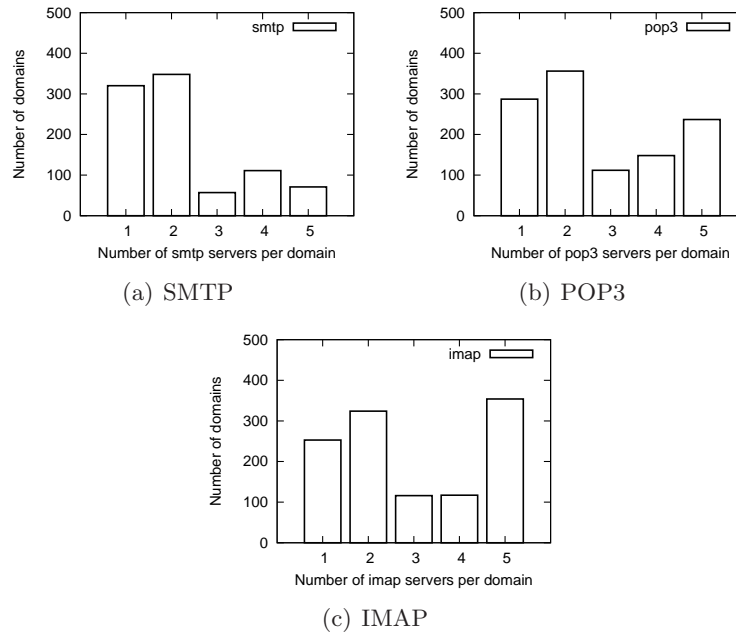 500
400
300
200
100
0
Number of domains
smtp
1 2 3 4 5
Number of smtp servers per domain
(a) SMTP
500
400
300
200
100
0
Number of domains
pop3
1 2 3 4 5
Number of pop3 servers per domain
(b) POP3
500
400
300
200
100
0
Number of domains
imap
1 2 3 4 5
Number of imap servers per domain
(c) IMAP